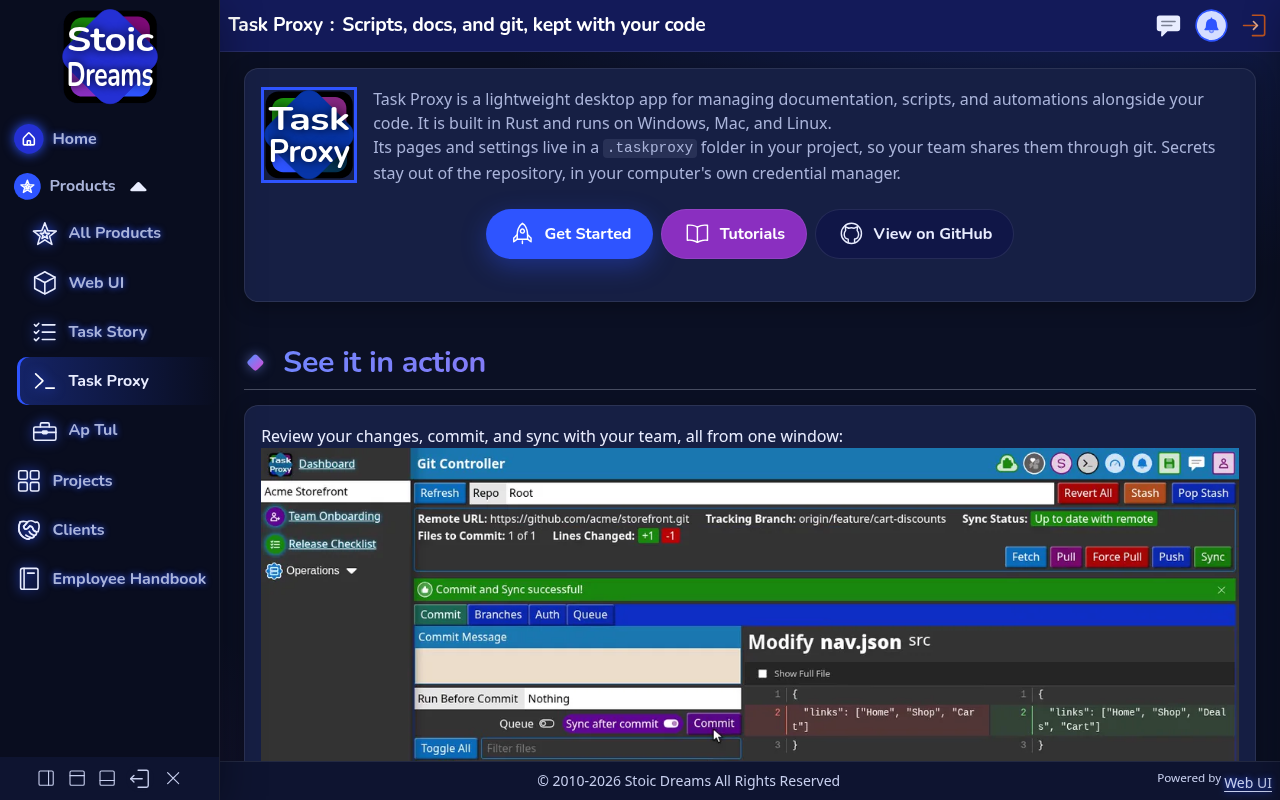 Stoic
Dreams
Home
Products
All Products
Web UI
Task Story
Task Proxy
Ap Tul
Projects
Clients
Employee Handbook
Task Proxy : Scripts, docs, and git, kept with your code
Task
Proxy
Task Proxy is a lightweight desktop app for managing documentation, scripts, and automations alongside your
code. It is built in Rust and runs on Windows, Mac, and Linux.
Its pages and settings live in a .taskproxy folder in your project, so your team shares them through git. Secrets
stay out of the repository, in your computer's own credential manager.
Get Started
Tutorials
View on GitHub
See it in action
Review your changes, commit, and sync with your team, all from one window:
Task
Proxy
Dashboard
Git Controller
S
Acme Storefront
Refresh
Repo
Root
Revert All
Stash
Pop Stash
Team Onboarding
Release Checklist
Operations
Remote URL: https://github.com/acme/storefront.git
Tracking Branch: origin/feature/cart-discounts
Sync Status: Up to date with remote
Files to Commit: 1 of 1
Lines Changed: +1 -1
Fetch
Pull
Force Pull
Push
Sync
Commit and Sync successful!
Commit
Branches
Auth
Queue
Commit Message
Run Before Commit
Nothing
Queue
Sync after commit
Commit
Toggle All
Filter files
Modify nav.json src
Show Full File
1 {
2 "links": ["Home", "Shop", "Car
t"]
3 }
1 {
2 "links": ["Home", "Shop", "Deal
s", "Cart"]
3 }
© 2010-2026 Stoic Dreams All Rights Reserved
Powered by Web UI